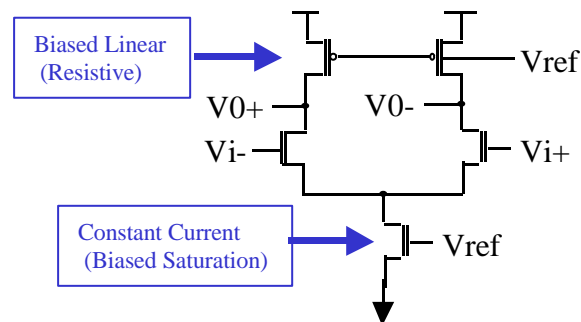 Biased Linear
(Resistive)
Vref
V0+
V0-
Vi-
Vi+
Constant Current
(Biased Saturation)
Vref